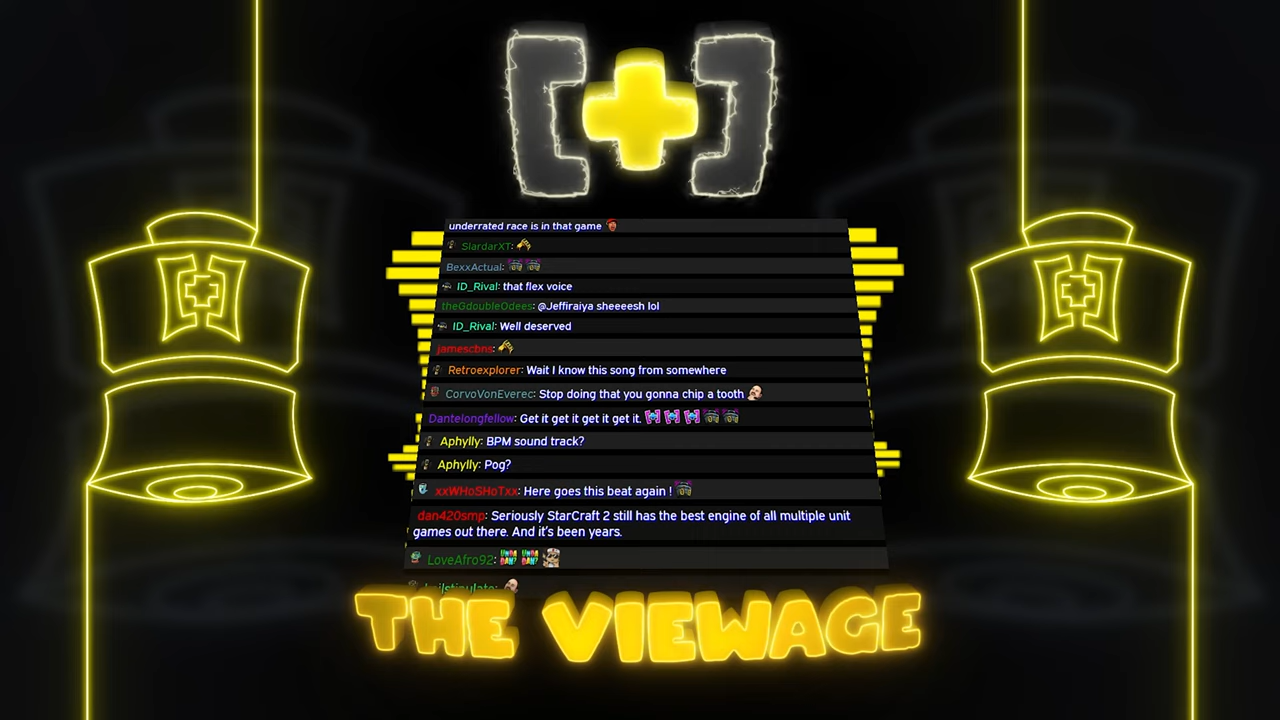 underrated race is in that game
SlardarXT:
BexxActual:
ID_Rival: that flex voice
theGdoubleOdees: @Jeffiraiya sheeeesh lol
ID_Rival: Well deserved
jamescbns:
Retroexplorer: Wait I know this song from somewhere
CorvoVonEverec: Stop doing that you gonna chip a tooth
Dantelongfellow: Get it get it get it get it.
Aphylly: BPM sound track?
Aphylly: Pog?
xxWHoSHoTxx: Here goes this beat again !
dan420smp: Seriously StarCraft 2 still has the best engine of all multiple unit
games out there. And it's been years.
LoveAfro92:
THE VIEWAGE